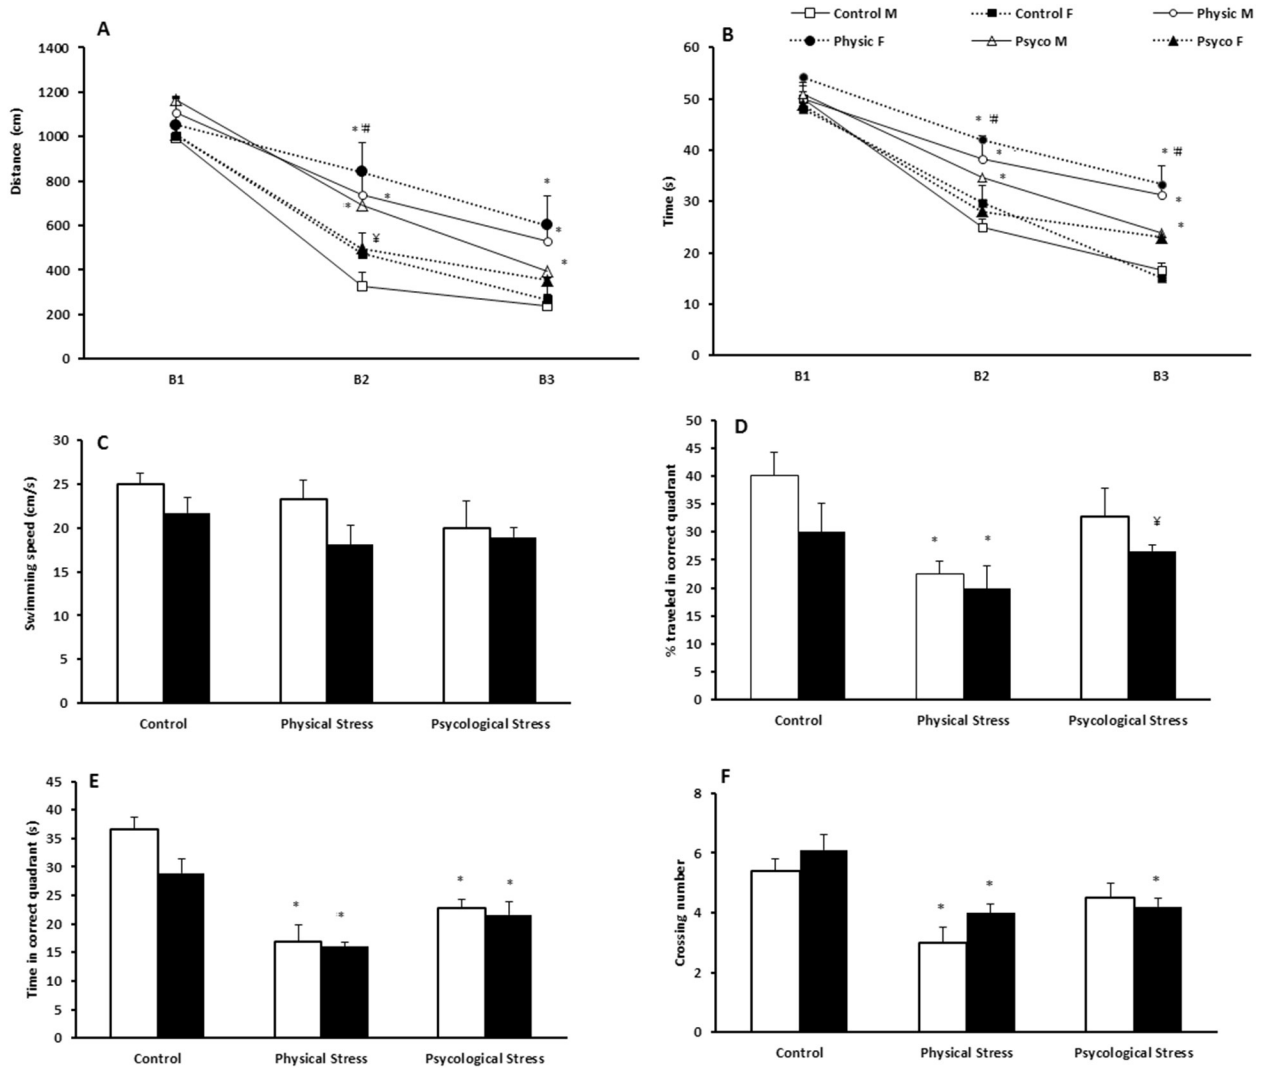 A
Distance (cm)
1400
1200
1000
800
600
400
200
0
B1
B2
B3
* #
*
*
¥
*
*
*
Control M
Control F
Physic M
Physic F
Psyco M
Psyco F
B
Time (s)
60
50
40
30
20
10
0
B1
B2
B3
* #
*
*
* #
*
*
C
Swimming speed (cm/s)
30
25
20
15
10
5
0
Control
Physical Stress
Psycological Stress
D
% traveled in correct quadrant
50
45
40
35
30
25
20
15
10
5
0
*
*
¥
Control
Physical Stress
Psycological Stress
E
Time in correct quadrant (s)
45
40
35
30
25
20
15
10
5
0
*
*
*
*
Control
Physical Stress
Psycological Stress
F
Crossing number
8
6
4
2
0
*
*
*
Control
Physical Stress
Psycological Stress